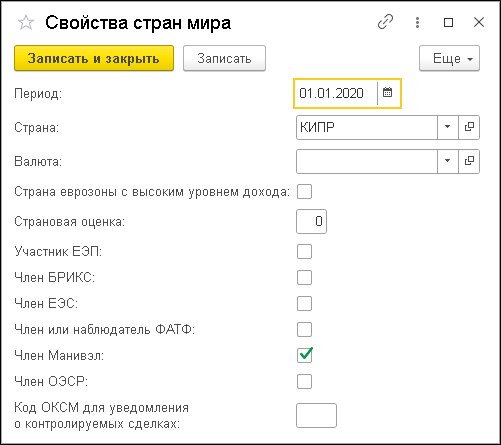 Свойства стран мира
Записать и закрыть Записать Еще
Период: 01.01.2020
Страна: КИПР
Валюта:
Страна еврозоны с высоким уровнем дохода:
Страновая оценка: 0
Участник ЕЭП:
Член БРИКС:
Член ЕЭС:
Член или наблюдатель ФАТФ:
Член Манивэл:
Член ОЭСР:
Код ОКСМ для уведомления
о контролируемых сделках: